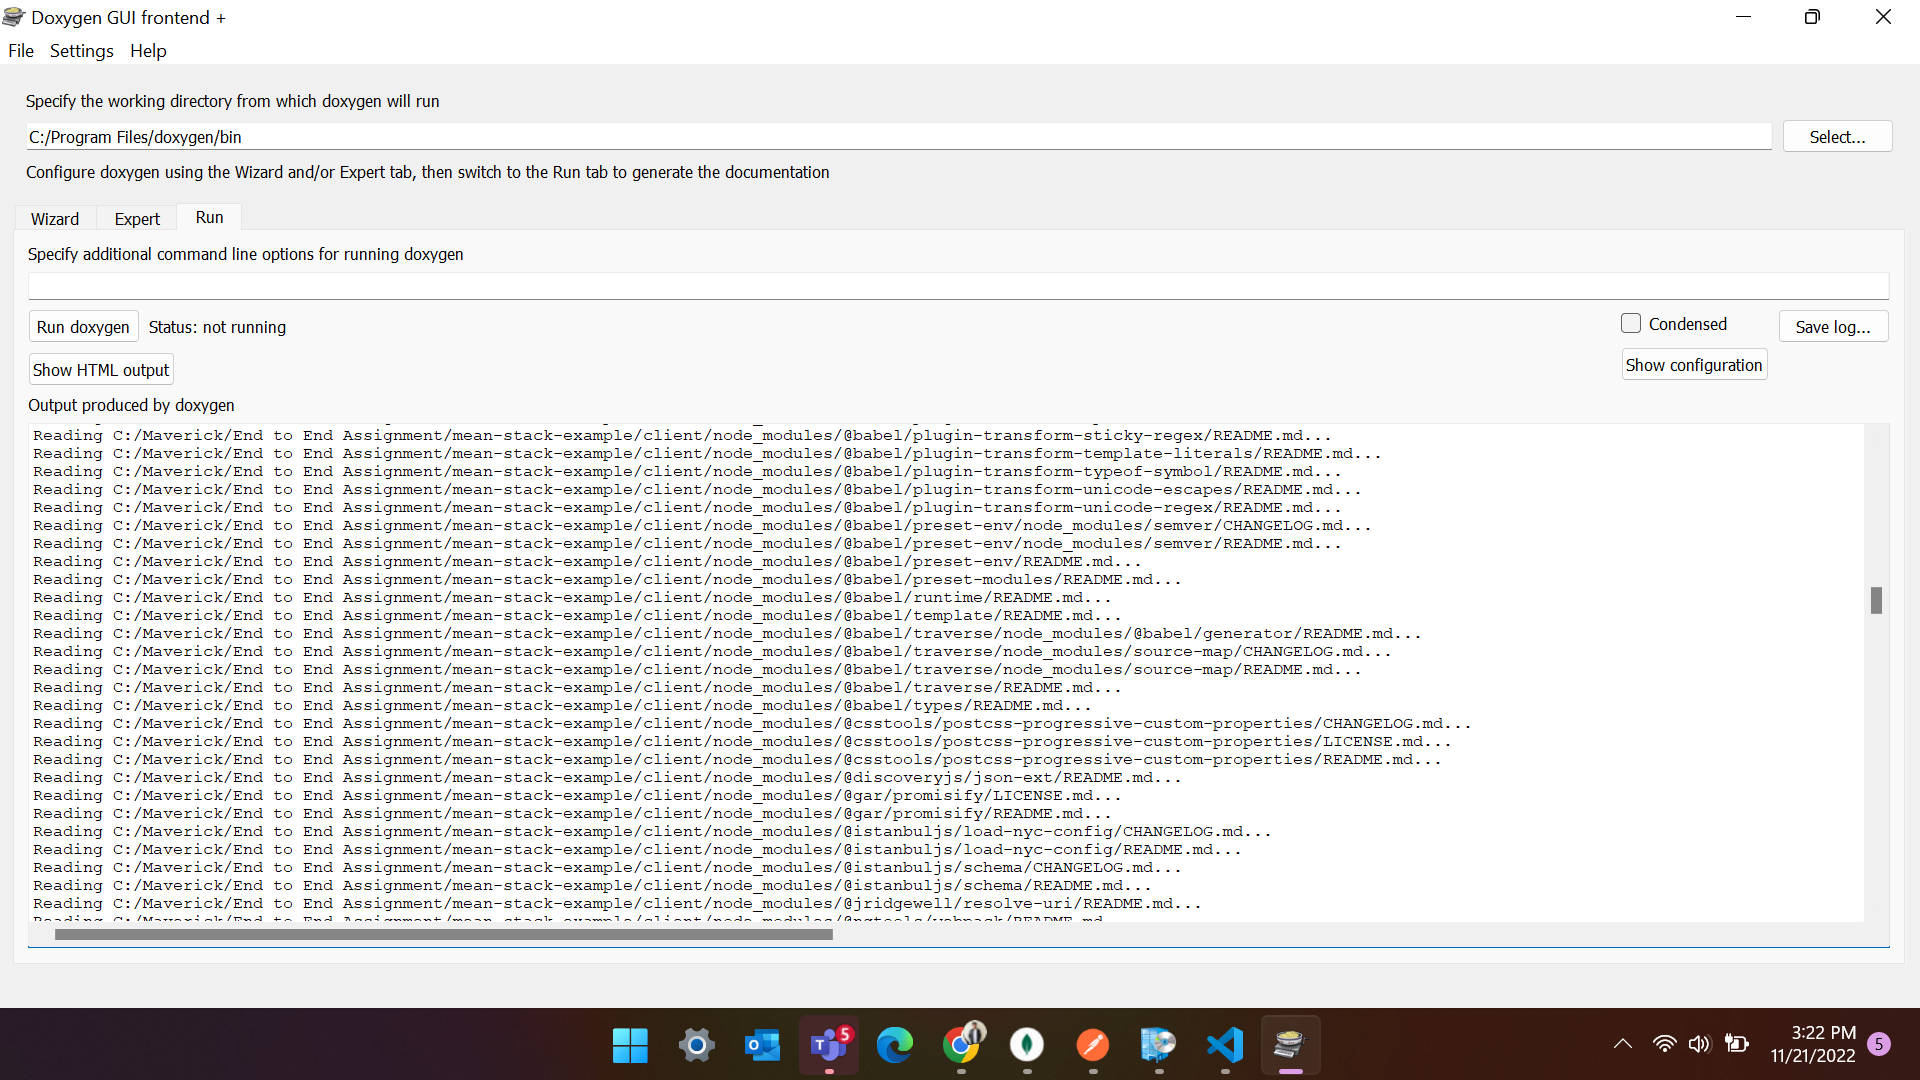 Doxygen GUI frontend +
File Settings Help
Specify the working directory from which doxygen will run
C:/Program Files/doxygen/bin
Select...
Configure doxygen using the Wizard and/or Expert tab, then switch to the Run tab to generate the documentation
Wizard Expert Run
Specify additional command line options for running doxygen
Run doxygen Status: not running
Condensed Save log...
Show HTML output
Show configuration
Output produced by doxygen
Reading C:/Maverick/End to End Assignment/mean-stack-example/client/node_modules/@babel/plugin-transform-sticky-regex/README.md...
Reading C:/Maverick/End to End Assignment/mean-stack-example/client/node_modules/@babel/plugin-transform-template-literals/README.md...
Reading C:/Maverick/End to End Assignment/mean-stack-example/client/node_modules/@babel/plugin-transform-typeof-symbol/README.md...
Reading C:/Maverick/End to End Assignment/mean-stack-example/client/node_modules/@babel/plugin-transform-unicode-escapes/README.md...
Reading C:/Maverick/End to End Assignment/mean-stack-example/client/node_modules/@babel/plugin-transform-unicode-regex/README.md...
Reading C:/Maverick/End to End Assignment/mean-stack-example/client/node_modules/@babel/preset-env/node_modules/semver/CHANGELOG.md...
Reading C:/Maverick/End to End Assignment/mean-stack-example/client/node_modules/@babel/preset-env/node_modules/semver/README.md...
Reading C:/Maverick/End to End Assignment/mean-stack-example/client/node_modules/@babel/preset-env/README.md...
Reading C:/Maverick/End to End Assignment/mean-stack-example/client/node_modules/@babel/preset-modules/README.md...
Reading C:/Maverick/End to End Assignment/mean-stack-example/client/node_modules/@babel/runtime/README.md...
Reading C:/Maverick/End to End Assignment/mean-stack-example/client/node_modules/@babel/template/README.md...
Reading C:/Maverick/End to End Assignment/mean-stack-example/client/node_modules/@babel/traverse/node_modules/@babel/generator/README.md...
Reading C:/Maverick/End to End Assignment/mean-stack-example/client/node_modules/@babel/traverse/node_modules/source-map/CHANGELOG.md...
Reading C:/Maverick/End to End Assignment/mean-stack-example/client/node_modules/@babel/traverse/node_modules/source-map/README.md...
Reading C:/Maverick/End to End Assignment/mean-stack-example/client/node_modules/@babel/traverse/README.md...
Reading C:/Maverick/End to End Assignment/mean-stack-example/client/node_modules/@babel/types/README.md...
Reading C:/Maverick/End to End Assignment/mean-stack-example/client/node_modules/@csstools/postcss-progressive-custom-properties/CHANGELOG.md...
Reading C:/Maverick/End to End Assignment/mean-stack-example/client/node_modules/@csstools/postcss-progressive-custom-properties/LICENSE.md...
Reading C:/Maverick/End to End Assignment/mean-stack-example/client/node_modules/@csstools/postcss-progressive-custom-properties/README.md...
Reading C:/Maverick/End to End Assignment/mean-stack-example/client/node_modules/@discoveryjs/json-ext/README.md...
Reading C:/Maverick/End to End Assignment/mean-stack-example/client/node_modules/@gar/promisify/LICENSE.md...
Reading C:/Maverick/End to End Assignment/mean-stack-example/client/node_modules/@gar/promisify/README.md...
Reading C:/Maverick/End to End Assignment/mean-stack-example/client/node_modules/@istanbuljs/load-nyc-config/CHANGELOG.md...
Reading C:/Maverick/End to End Assignment/mean-stack-example/client/node_modules/@istanbuljs/load-nyc-config/README.md...
Reading C:/Maverick/End to End Assignment/mean-stack-example/client/node_modules/@istanbuljs/schema/CHANGELOG.md...
Reading C:/Maverick/End to End Assignment/mean-stack-example/client/node_modules/@istanbuljs/schema/README.md...
Reading C:/Maverick/End to End Assignment/mean-stack-example/client/node_modules/@jridgewell/resolve-uri/README.md...
Reading C:/Maverick/End to End Assignment/mean-stack-example/client/node_modules/@ngtools/webpack/README.md
5
3:22 PM
11/21/2022
5